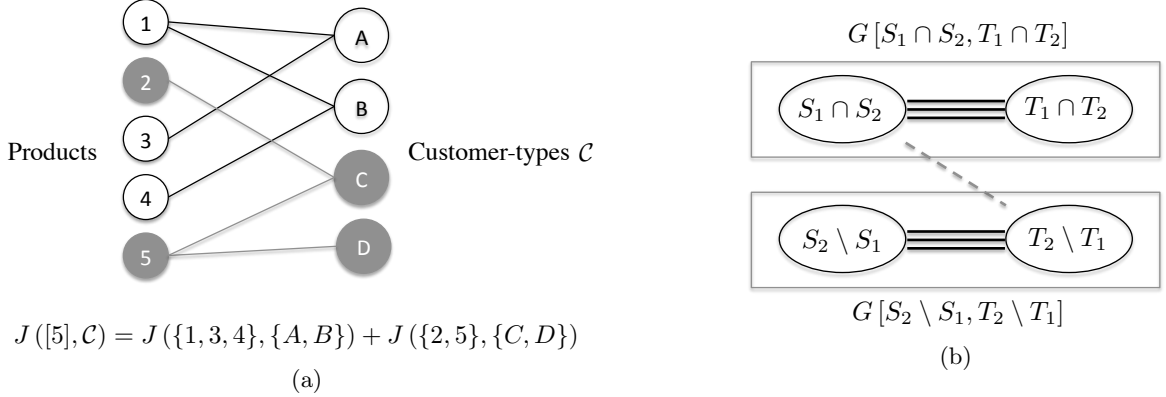 1
2
3
4
5
A
B
C
D
Products
Customer-types 𝒞
J ([5], 𝒞) = J ({1, 3, 4}, {A, B}) + J ({2, 5}, {C, D})
(a)
G [S₁ ∩ S₂, T₁ ∩ T₂]
S₁ ∩ S₂
T₁ ∩ T₂
S₂ \ S₁
T₂ \ T₁
G [S₂ \ S₁, T₂ \ T₁]
(b)